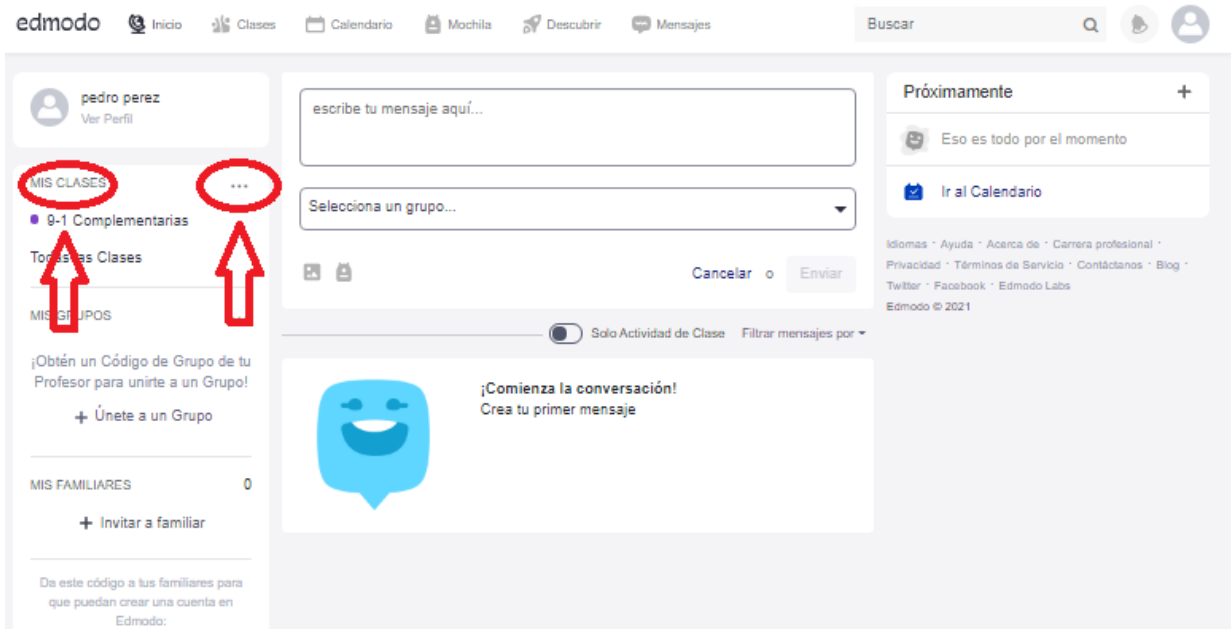 edmodo
Inicio
Clases
Calendario
Mochila
Descubrir
Mensajes
Buscar
pedro perez
Ver Perfil
MIS CLASES
...
9-1 Complementarias
Todas las Clases
MIS GRUPOS
¡Obtén un Código de Grupo de tu
Profesor para unirte a un Grupo!
+ Únete a un Grupo
MIS FAMILIARES 0
+ Invitar a familiar
Da este código a tus familiares para
que puedan crear una cuenta en
Edmodo:
escribe tu mensaje aquí...
Selecciona un grupo...
Cancelar o Enviar
Solo Actividad de Clase Filtrar mensajes por
¡Comienza la conversación!
Crea tu primer mensaje
Próximamente +
Eso es todo por el momento
Ir al Calendario
Idiomas · Ayuda · Acerca de · Carrera profesional ·
Privacidad · Términos de Servicio · Contáctanos · Blog ·
Twitter · Facebook · Edmodo Labs
Edmodo © 2021